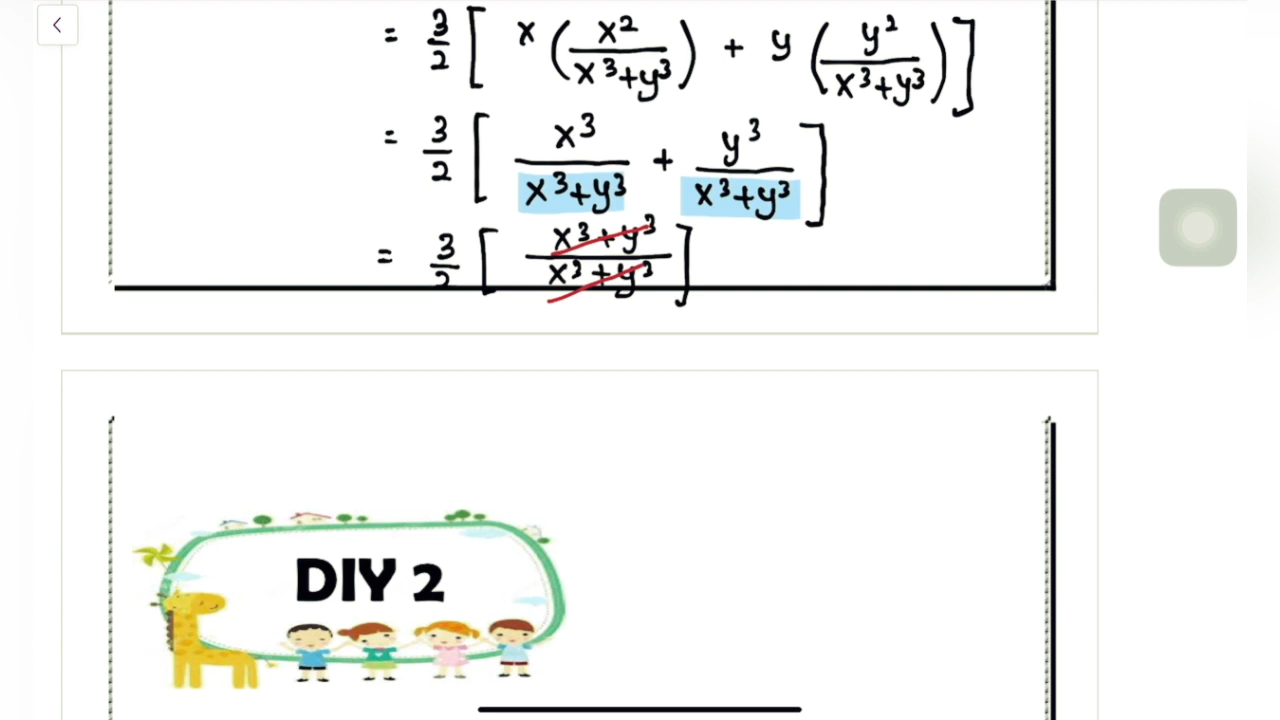 = 3/2 [ x (x²/(x³+y³)) + y (y²/(x³+y³)) ]
= 3/2 [ x³/(x³+y³) + y³/(x³+y³) ]
= 3/2 [ (x³+y³)/(x³+y³) ]
DIY 2